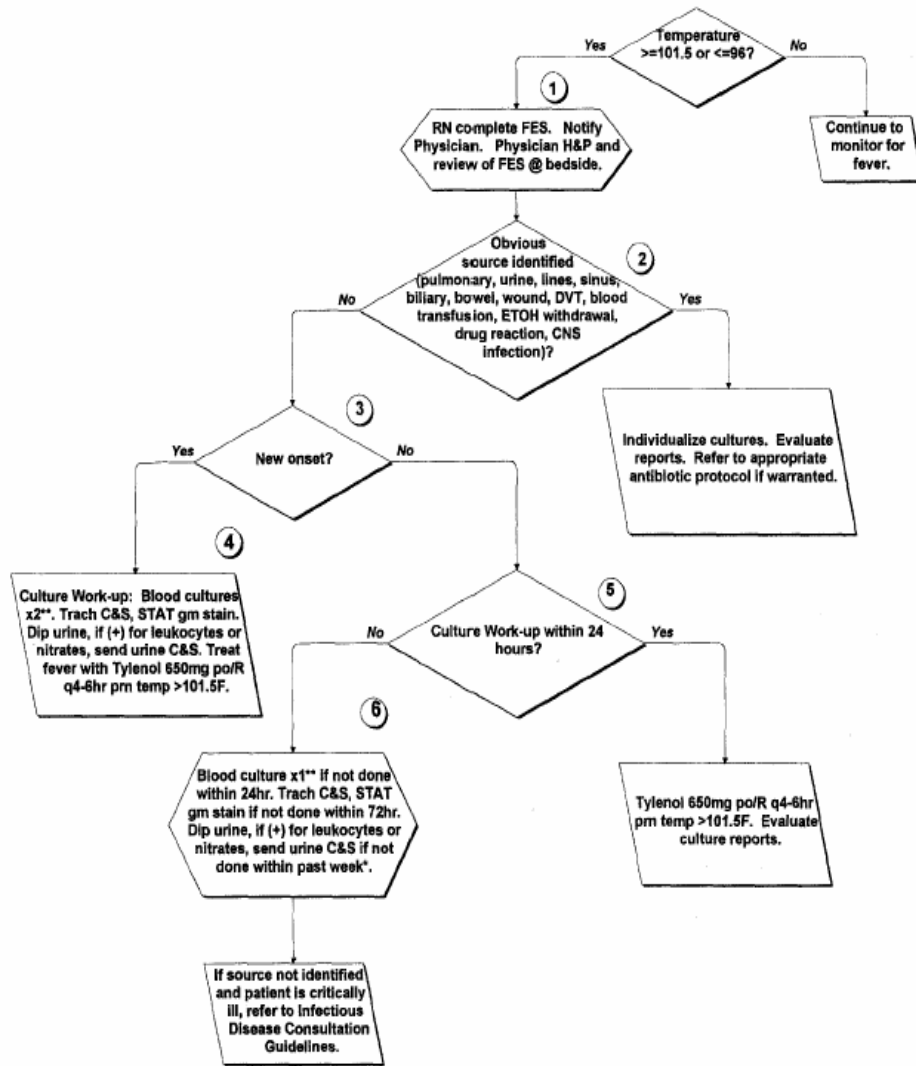 Temperature
>=101.5 or <=96?
Yes
No
1
RN complete FES. Notify
Physician. Physician H&P and
review of FES @ bedside.
Continue to
monitor for
fever.
Obvious
source identified
(pulmonary, urine, lines, sinus,
biliary, bowel, wound, DVT, blood
transfusion, ETOH withdrawal,
drug reaction, CNS
infection)?
2
No
Yes
3
New onset?
Yes
No
Individualize cultures. Evaluate
reports. Refer to appropriate
antibiotic protocol if warranted.
4
Culture Work-up: Blood cultures
x2**. Trach C&S, STAT gm stain.
Dip urine, if (+) for leukocytes or
nitrates, send urine C&S. Treat
fever with Tylenol 650mg po/R
q4-6hr prn temp >101.5F.
5
Culture Work-up within 24
hours?
No
Yes
6
Blood culture x1** if not done
within 24hr. Trach C&S, STAT
gm stain if not done within 72hr.
Dip urine, if (+) for leukocytes or
nitrates, send urine C&S if not
done within past week*.
Tylenol 650mg po/R q4-6hr
prn temp >101.5F. Evaluate
culture reports.
If source not identified
and patient is critically
ill, refer to Infectious
Disease Consultation
Guidelines.